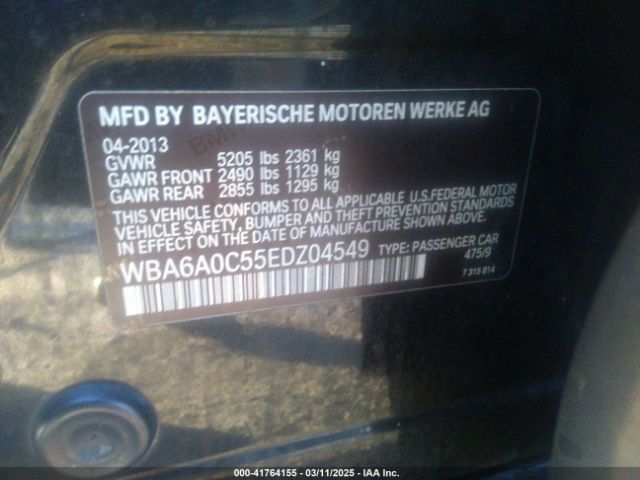 MFD BY BAYERISCHE MOTOREN WERKE AG
04-2013
GVWR 5205 lbs 2361 kg
GAWR FRONT 2490 lbs 1129 kg
GAWR REAR 2855 lbs 1295 kg
THIS VEHICLE CONFORMS TO ALL APPLICABLE U.S.FEDERAL MOTOR
VEHICLE SAFETY, BUMPER AND THEFT PREVENTION STANDARDS
IN EFFECT ON THE DATE OF MANUFACTURE SHOWN ABOVE.
WBA6A0C55EDZ04549 TYPE: PASSENGER CAR
475/9
7 315 814
000-41764155 - 03/11/2025 - IAA Inc.